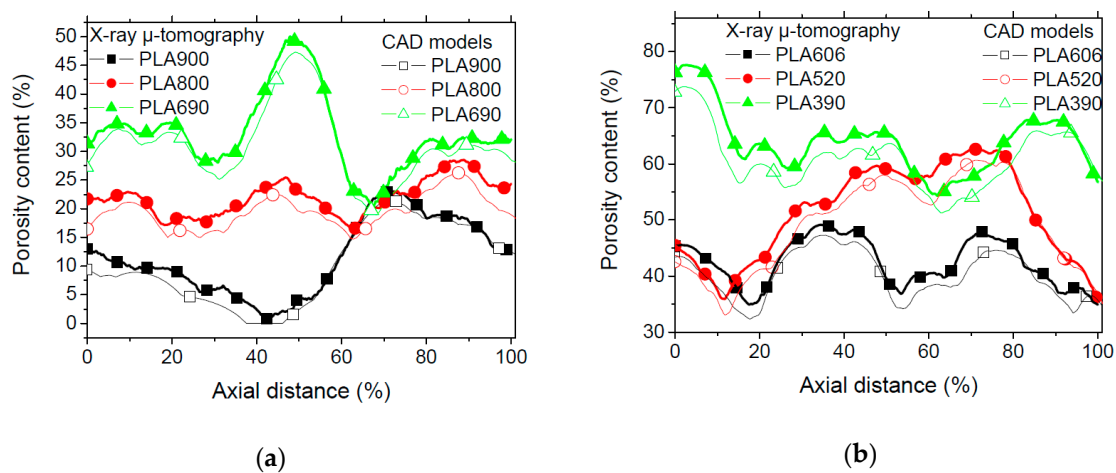 X-ray μ-tomography
PLA900
PLA800
PLA690
CAD models
PLA900
PLA800
PLA690
Porosity content (%)
50
45
40
35
30
25
20
15
10
5
0
0 20 40 60 80 100
Axial distance (%)
(a)
X-ray μ-tomography
PLA606
PLA520
PLA390
CAD models
PLA606
PLA520
PLA390
Porosity content (%)
80
70
60
50
40
30
0 20 40 60 80 100
Axial distance (%)
(b)